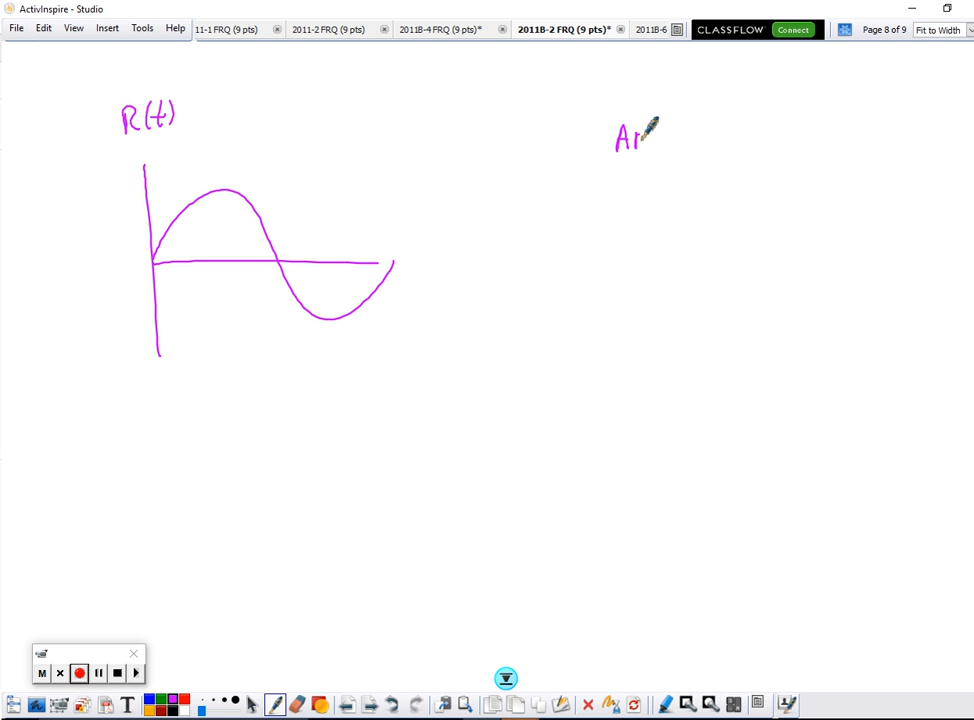 ActivInspire - Studio
File Edit View Insert Tools Help 11-1 FRQ (9 pts) 2011-2 FRQ (9 pts) 2011B-4 FRQ (9 pts)* 2011B-2 FRQ (9 pts)* 2011B-6 CLASSFLOW Connect Page 8 of 9 Fit to Width
R(t)
Ar
M
T